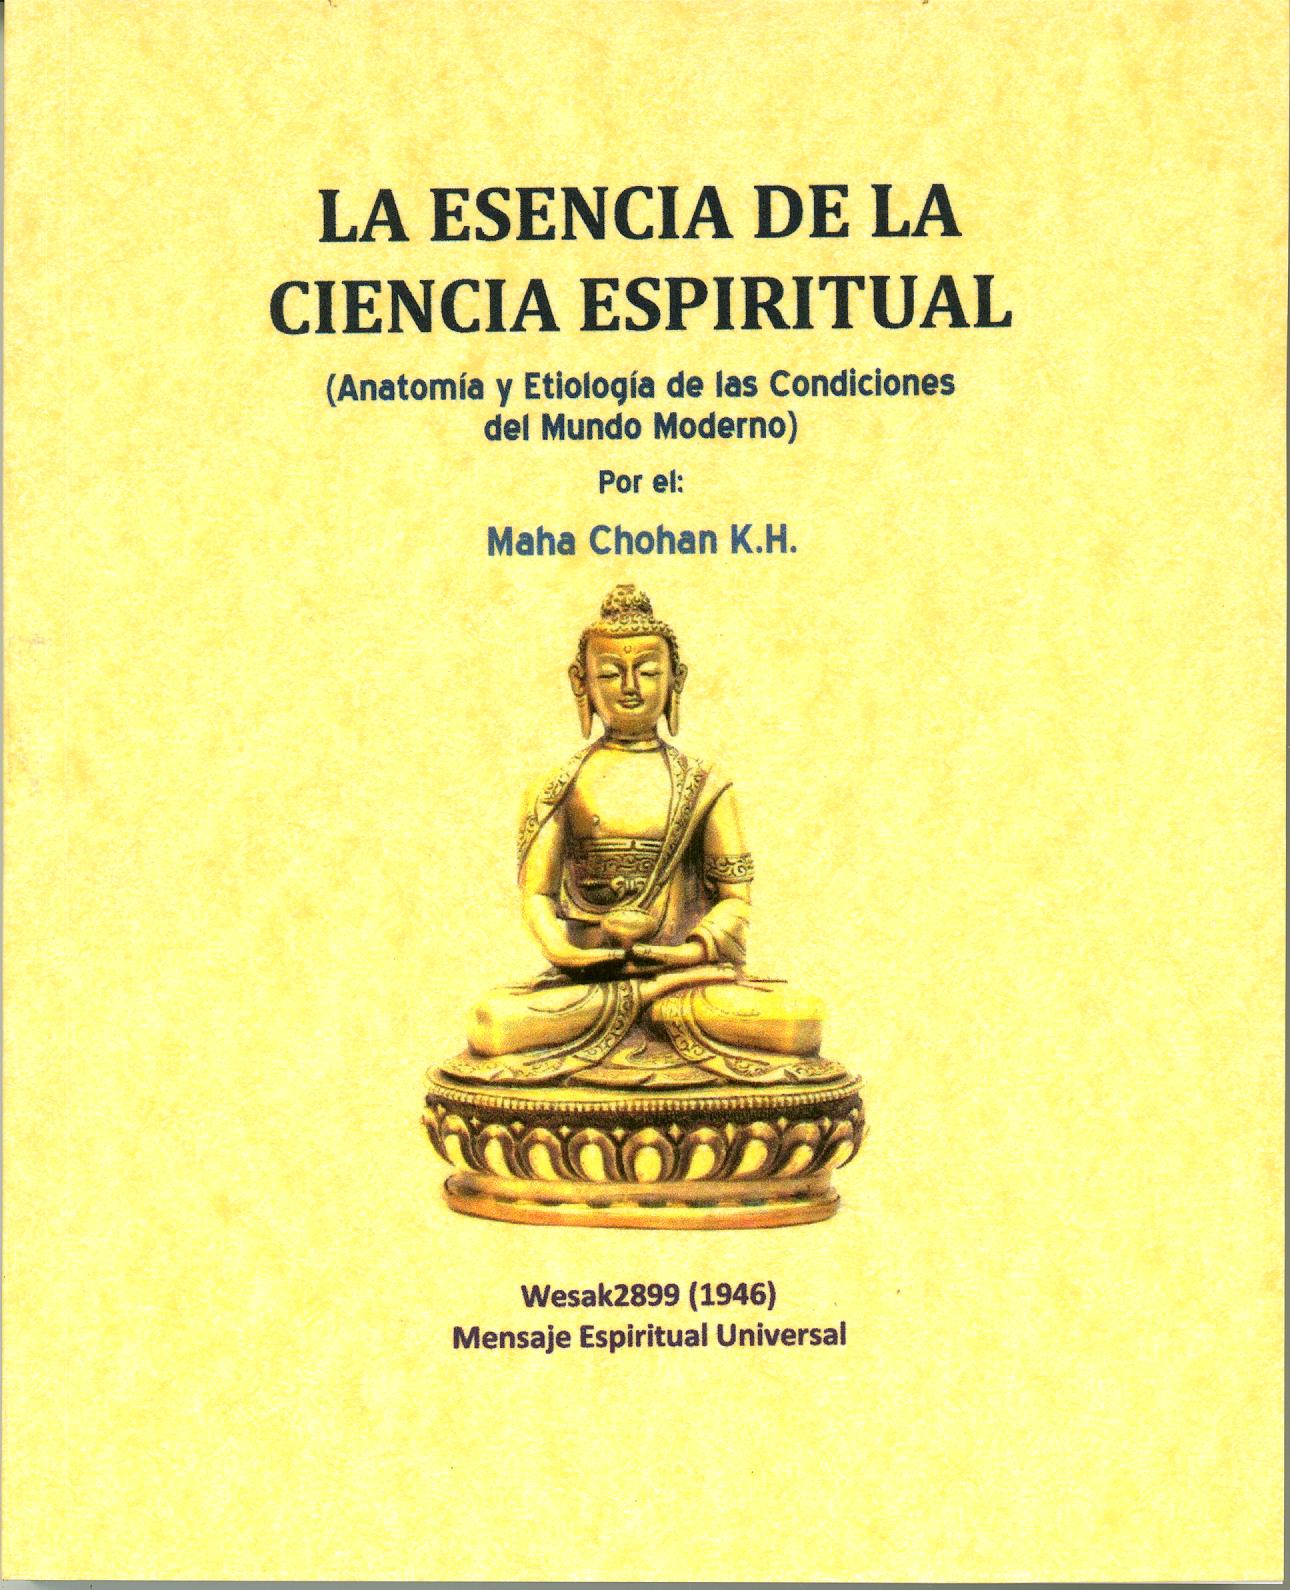 LA ESENCIA DE LA
CIENCIA ESPIRITUAL
(Anatomía y Etiología de las Condiciones
del Mundo Moderno)
Por el:
Maha Chohan K.H.
Wesak2899 (1946)
Mensaje Espiritual Universal